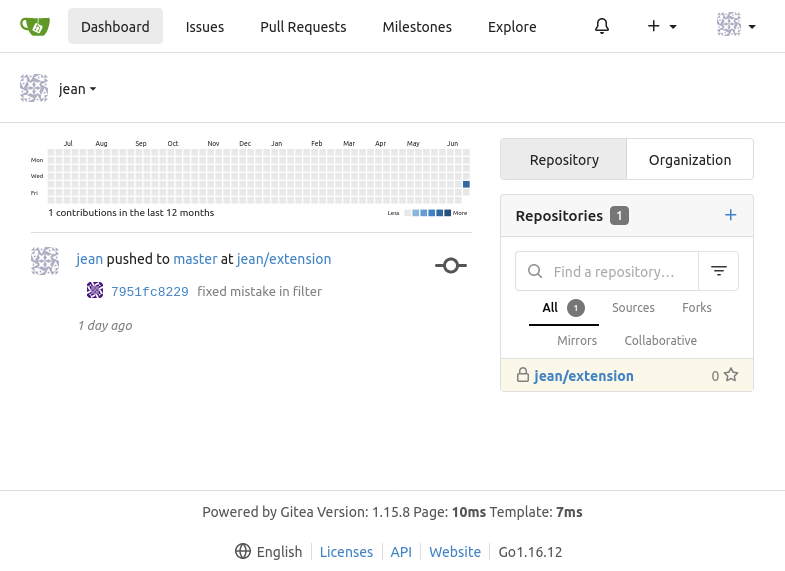 Dashboard Issues Pull Requests Milestones Explore
jean
Jul Aug Sep Oct Nov Dec Jan Feb Mar Apr May Jun
Mon
Wed
Fri
1 contributions in the last 12 months Less More
jean pushed to master at jean/extension
7951fc8229 fixed mistake in filter
1 day ago
Repository Organization
Repositories 1 +
Find a repository...
All 1 Sources Forks
Mirrors Collaborative
jean/extension 0
Powered by Gitea Version: 1.15.8 Page: 10ms Template: 7ms
English Licenses API Website Go1.16.12